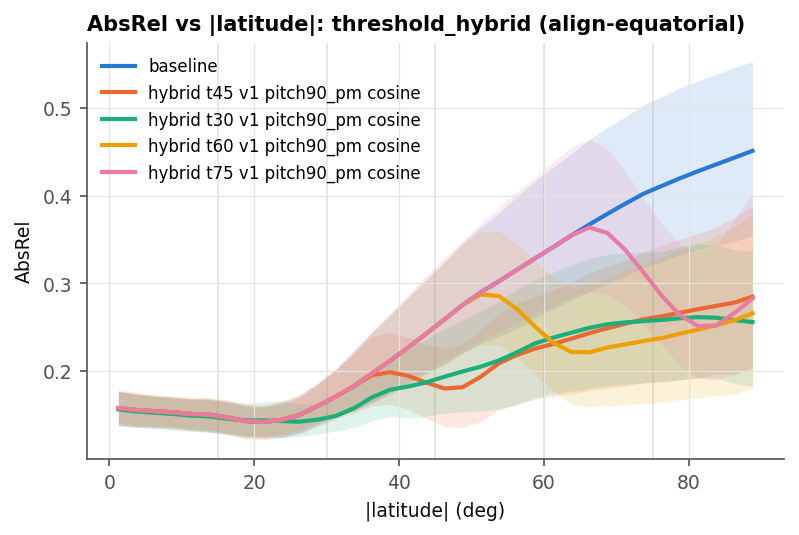 AbsRel vs |latitude|: threshold_hybrid (align-equatorial)
baseline
hybrid t45 v1 pitch90_pm cosine
hybrid t30 v1 pitch90_pm cosine
hybrid t60 v1 pitch90_pm cosine
hybrid t75 v1 pitch90_pm cosine
AbsRel
0.5
0.4
0.3
0.2
0 20 40 60 80
|latitude| (deg)